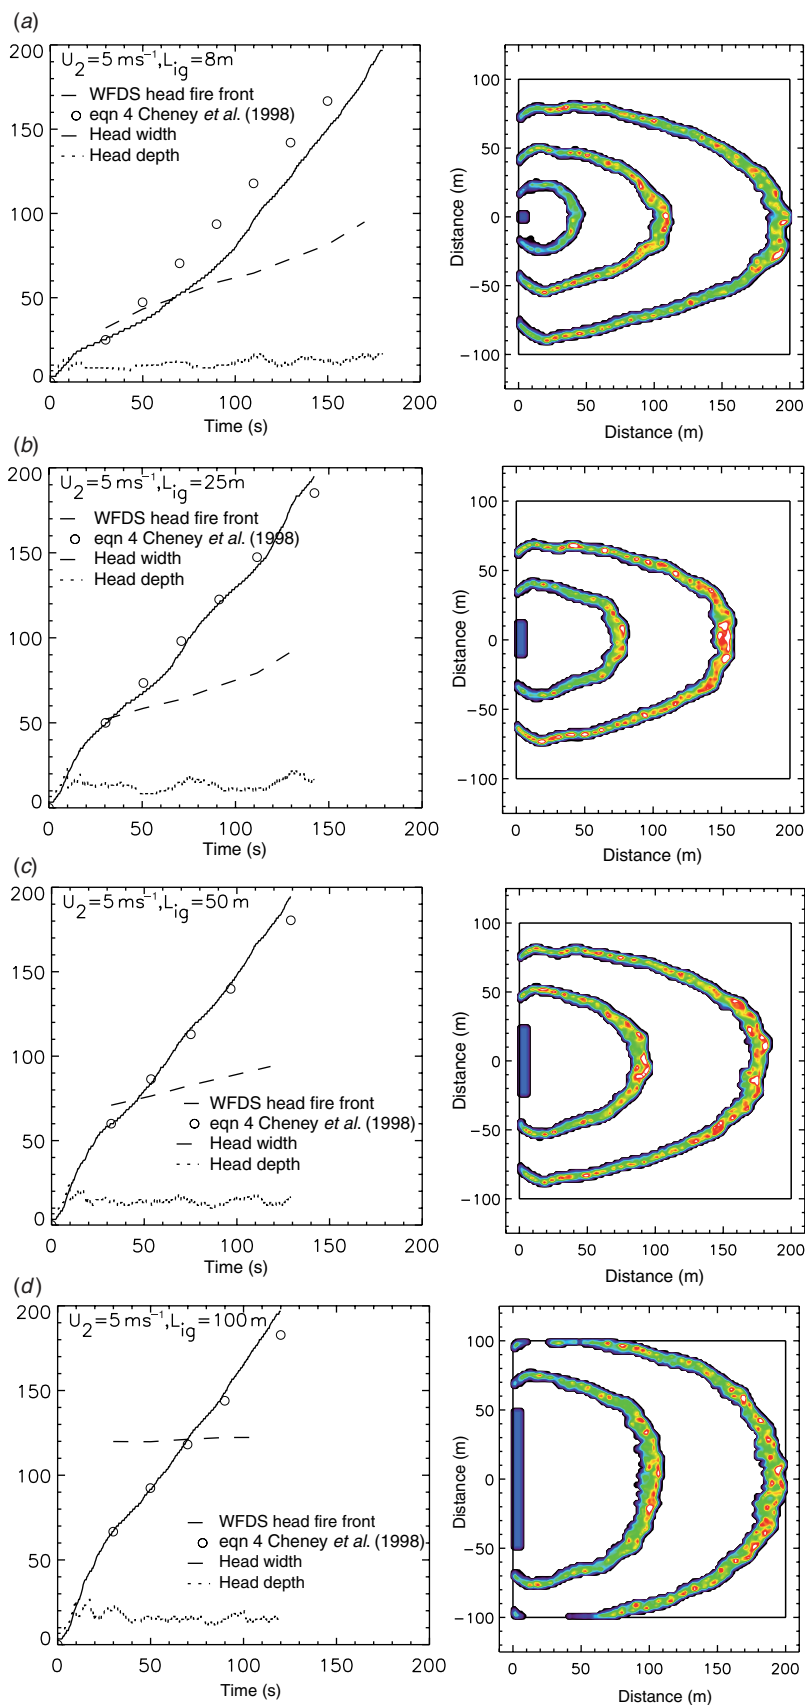 (a)
U2=5 ms−1,Lig=8m
WFDS head fire front
eqn 4 Cheney et al. (1998)
Head width
Head depth
200
150
100
50
0
0 50 100 150 200
Time (s)
100
50
0
−50
−100
Distance (m)
0 50 100 150 200
Distance (m)
(b)
U2=5 ms−1,Lig=25m
WFDS head fire front
eqn 4 Cheney et al. (1998)
Head width
Head depth
200
150
100
50
0
0 50 100 150 200
Time (s)
100
50
0
−50
−100
Distance (m)
0 50 100 150 200
Distance (m)
(c)
U2=5 ms−1,Lig=50 m
200
150
100
50
0
WFDS head fire front
eqn 4 Cheney et al. (1998)
Head width
Head depth
0 50 100 150 200
Time (s)
100
50
0
−50
−100
Distance (m)
0 50 100 150 200
Distance (m)
(d)
U2=5 ms−1,Lig=100 m
200
150
100
50
0
WFDS head fire front
eqn 4 Cheney et al. (1998)
Head width
Head depth
0 50 100 150 200
Time (s)
100
50
0
−50
−100
Distance (m)
0 50 100 150 200
Distance (m)